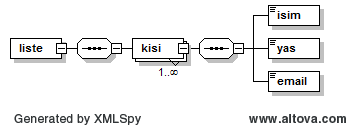 liste
kisi
1..∞
isim
yas
email
Generated by XMLSpy
www.altova.com